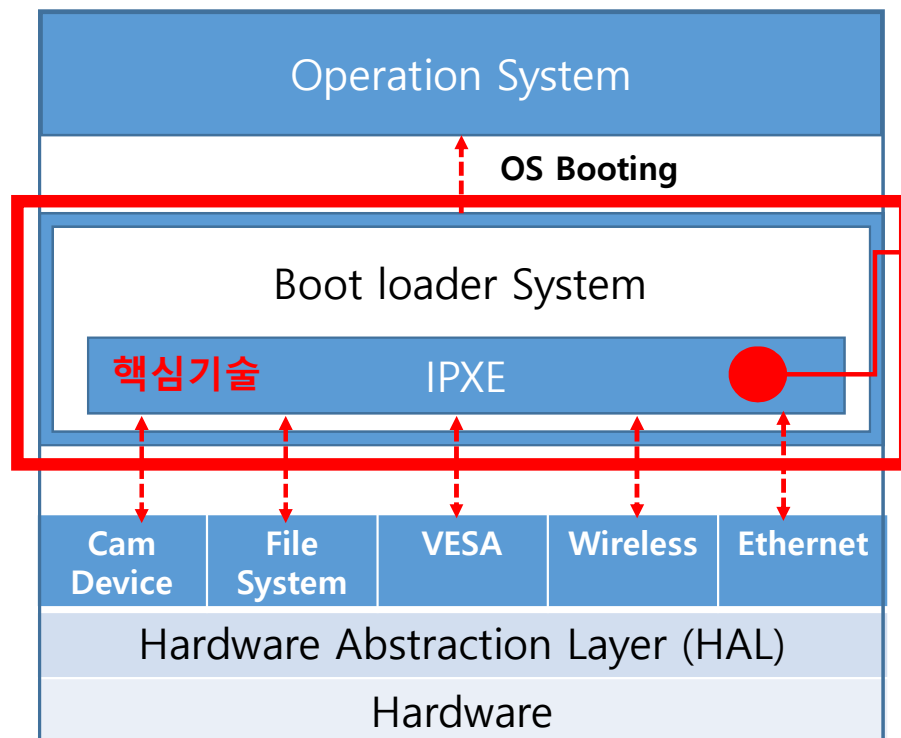 Operation System
OS Booting
Boot loader System
핵심기술 IPXE
Cam Device
File System
VESA
Wireless
Ethernet
Hardware Abstraction Layer (HAL)
Hardware